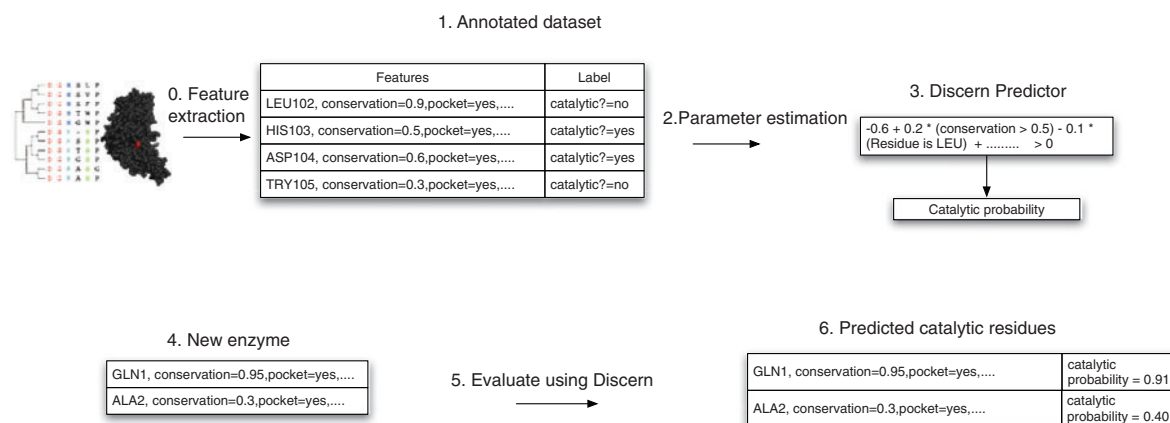 1. Annotated dataset
0. Feature
extraction
Features
Label
LEU102, conservation=0.9,pocket=yes,....
catalytic?=no
HIS103, conservation=0.5,pocket=yes,....
catalytic?=yes
ASP104, conservation=0.6,pocket=yes,....
catalytic?=yes
TRY105, conservation=0.3,pocket=yes,....
catalytic?=no
2.Parameter estimation
3. Discern Predictor
-0.6 + 0.2 * (conservation > 0.5) - 0.1 *
(Residue is LEU) + ......... > 0
Catalytic probability
4. New enzyme
GLN1, conservation=0.95,pocket=yes,....
ALA2, conservation=0.3,pocket=yes,....
5. Evaluate using Discern
6. Predicted catalytic residues
GLN1, conservation=0.95,pocket=yes,....
catalytic
probability = 0.91
ALA2, conservation=0.3,pocket=yes,....
catalytic
probability = 0.40